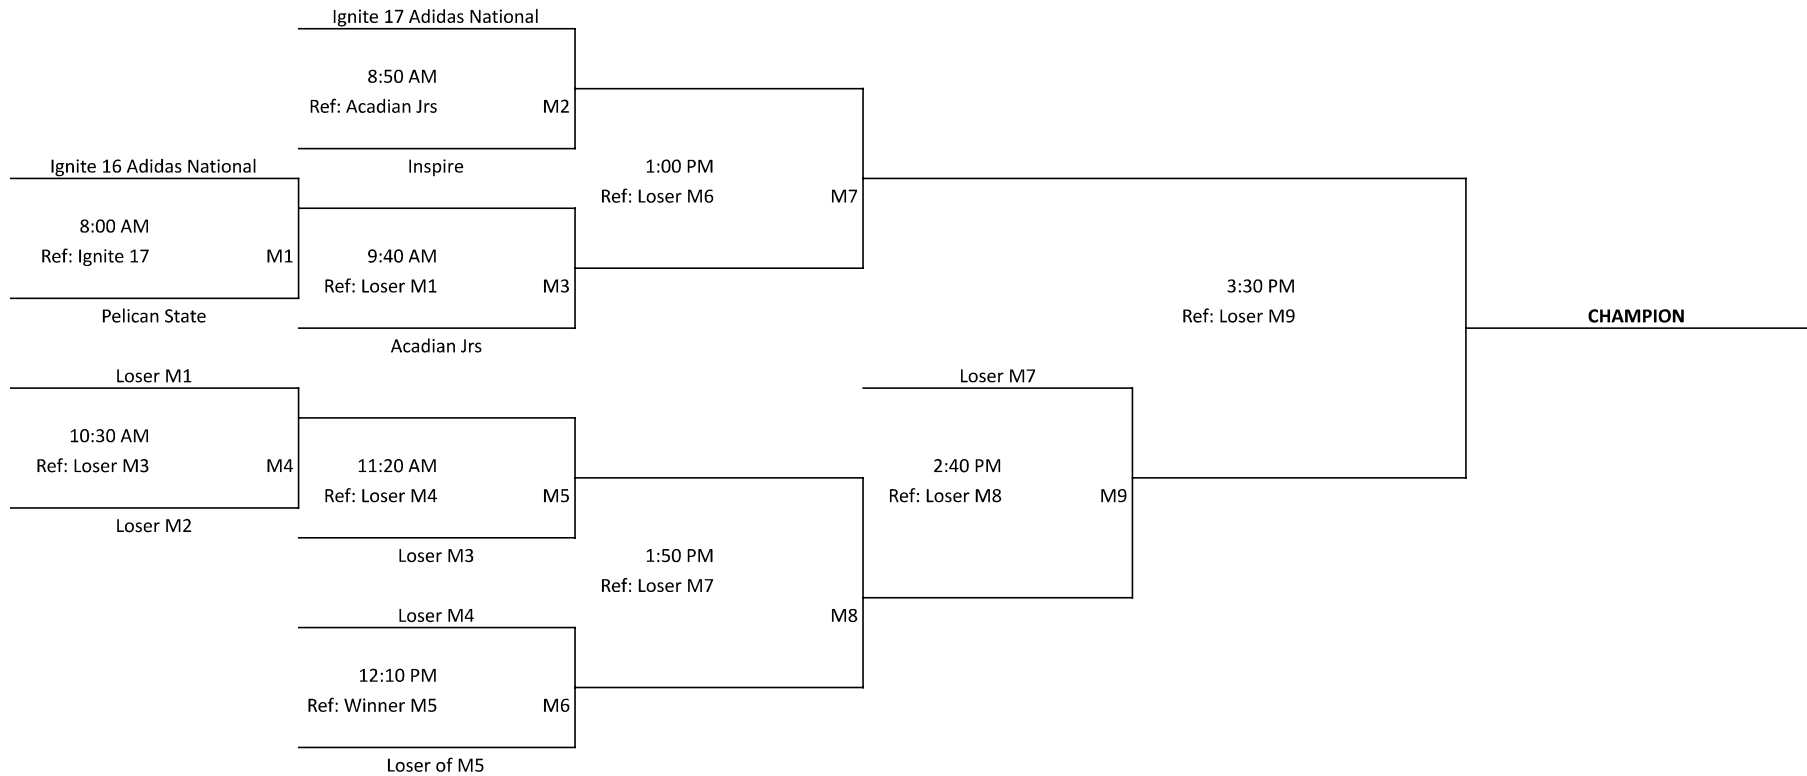 Ignite 17 Adidas National
8:50 AM
Ref: Acadian Jrs
M2
Inspire
Ignite 16 Adidas National
8:00 AM
Ref: Ignite 17
M1
Pelican State
9:40 AM
Ref: Loser M1
M3
Acadian Jrs
1:00 PM
Ref: Loser M6
M7
3:30 PM
Ref: Loser M9
CHAMPION
Loser M1
10:30 AM
Ref: Loser M3
M4
Loser M2
11:20 AM
Ref: Loser M4
M5
Loser M3
Loser M4
12:10 PM
Ref: Winner M5
M6
Loser of M5
1:50 PM
Ref: Loser M7
M8
Loser M7
2:40 PM
Ref: Loser M8
M9